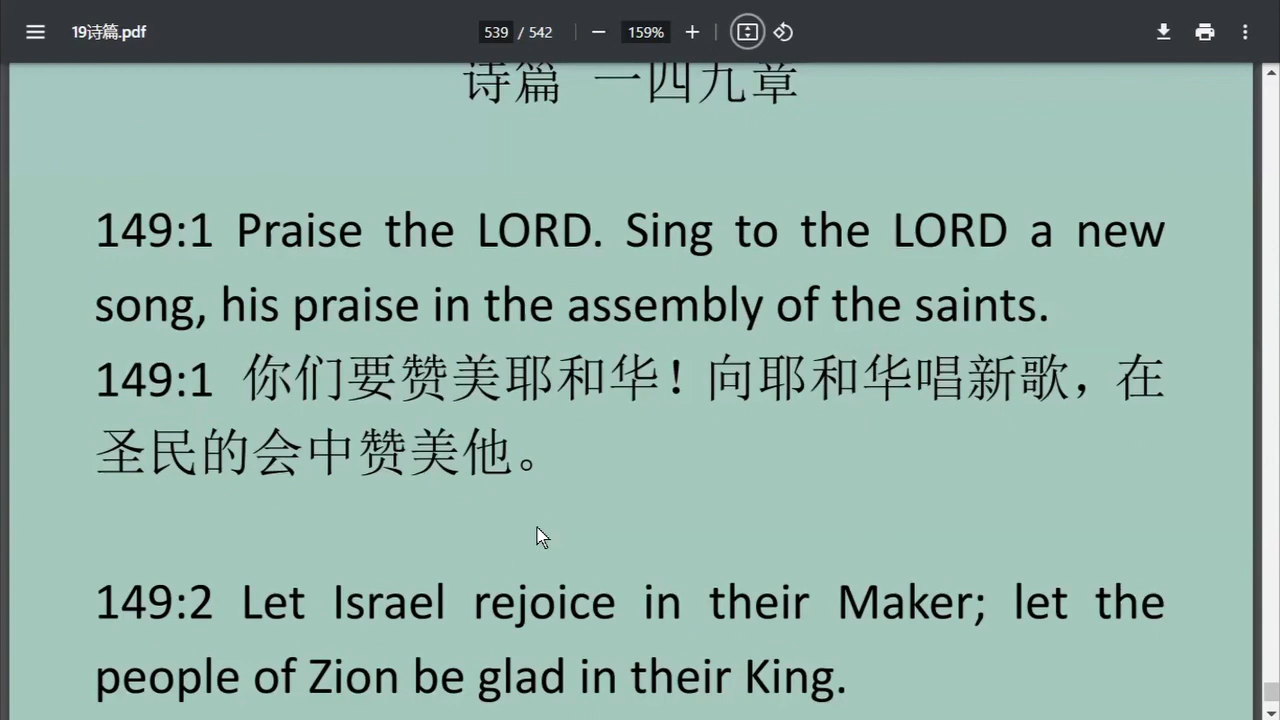 19诗篇.pdf
539 / 542
159%
诗篇 一四九章
149:1 Praise the LORD. Sing to the LORD a new
song, his praise in the assembly of the saints.
149:1 你们要赞美耶和华！向耶和华唱新歌，在
圣民的会中赞美他。
149:2 Let Israel rejoice in their Maker; let the
people of Zion be glad in their King.